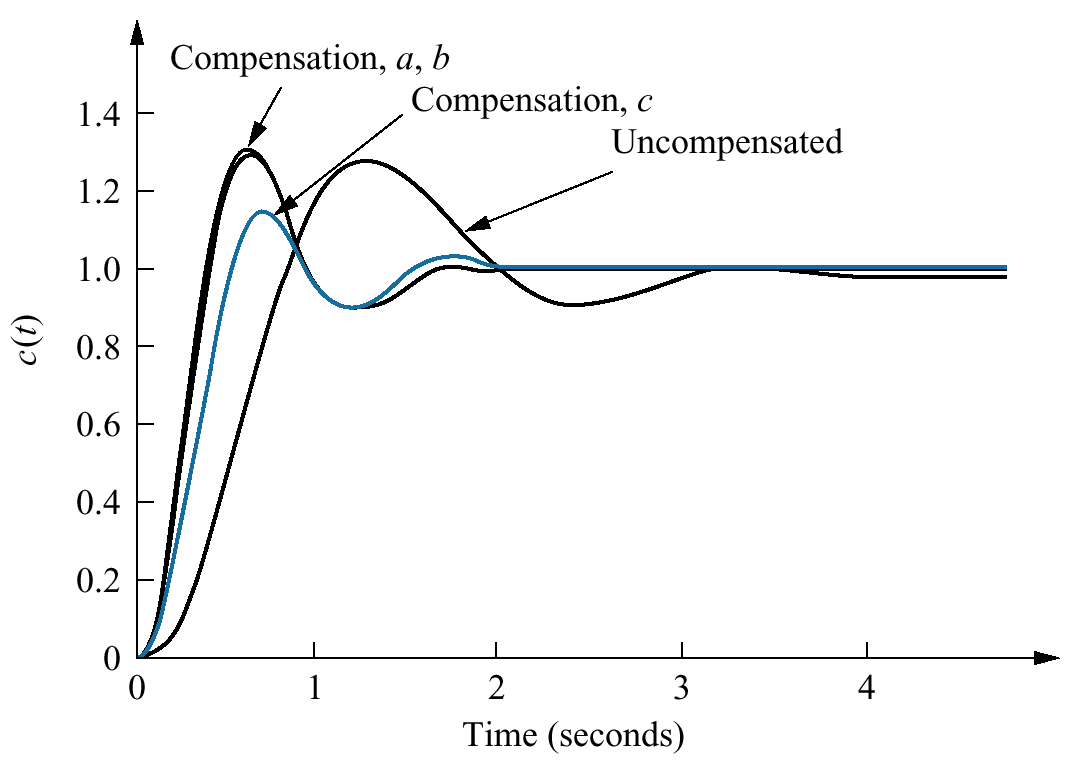 Compensation, a, b
Compensation, c
Uncompensated
1.4
1.2
1.0
0.8
0.6
0.4
0.2
0
c(t)
0 1 2 3 4
Time (seconds)